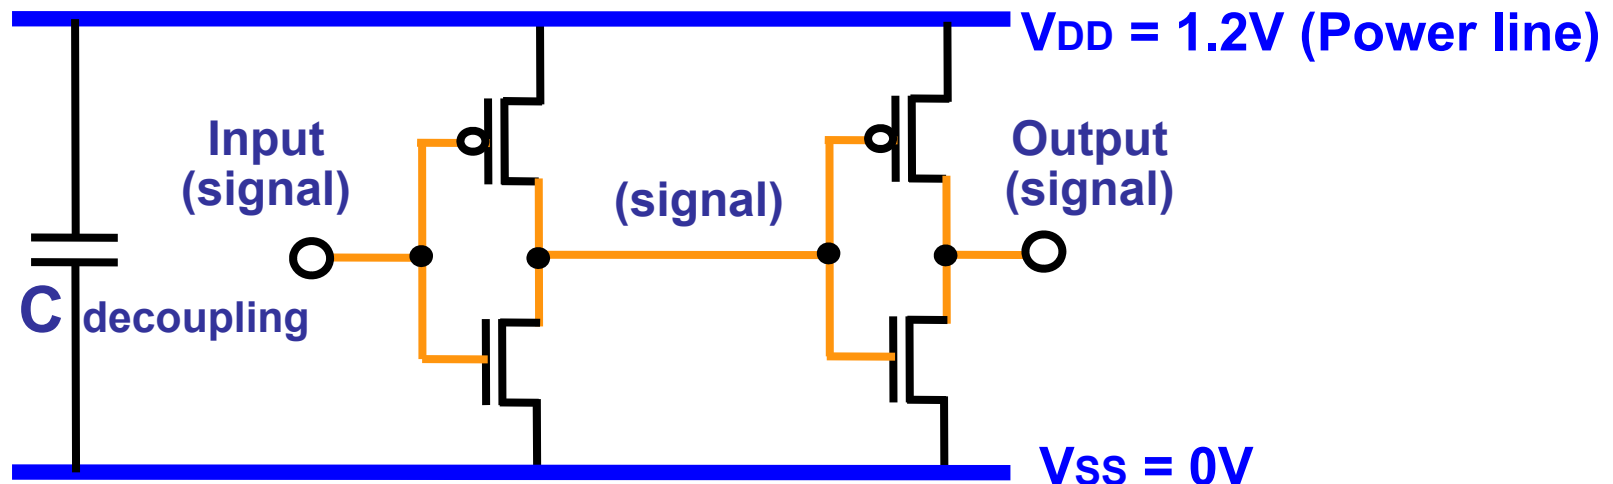 VDD = 1.2V (Power line)
Input
(signal)
(signal)
Output
(signal)
C decoupling
VSS = 0V